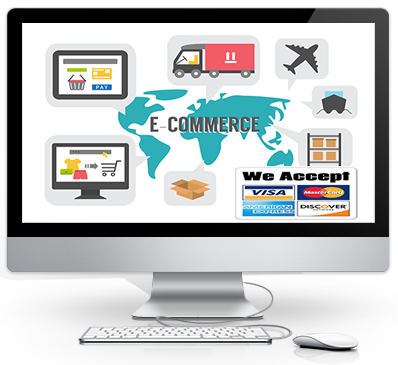 PAY
E-COMMERCE
We Accept
VISA
MasterCard
AMERICAN
EXPRESS
DISCOVER